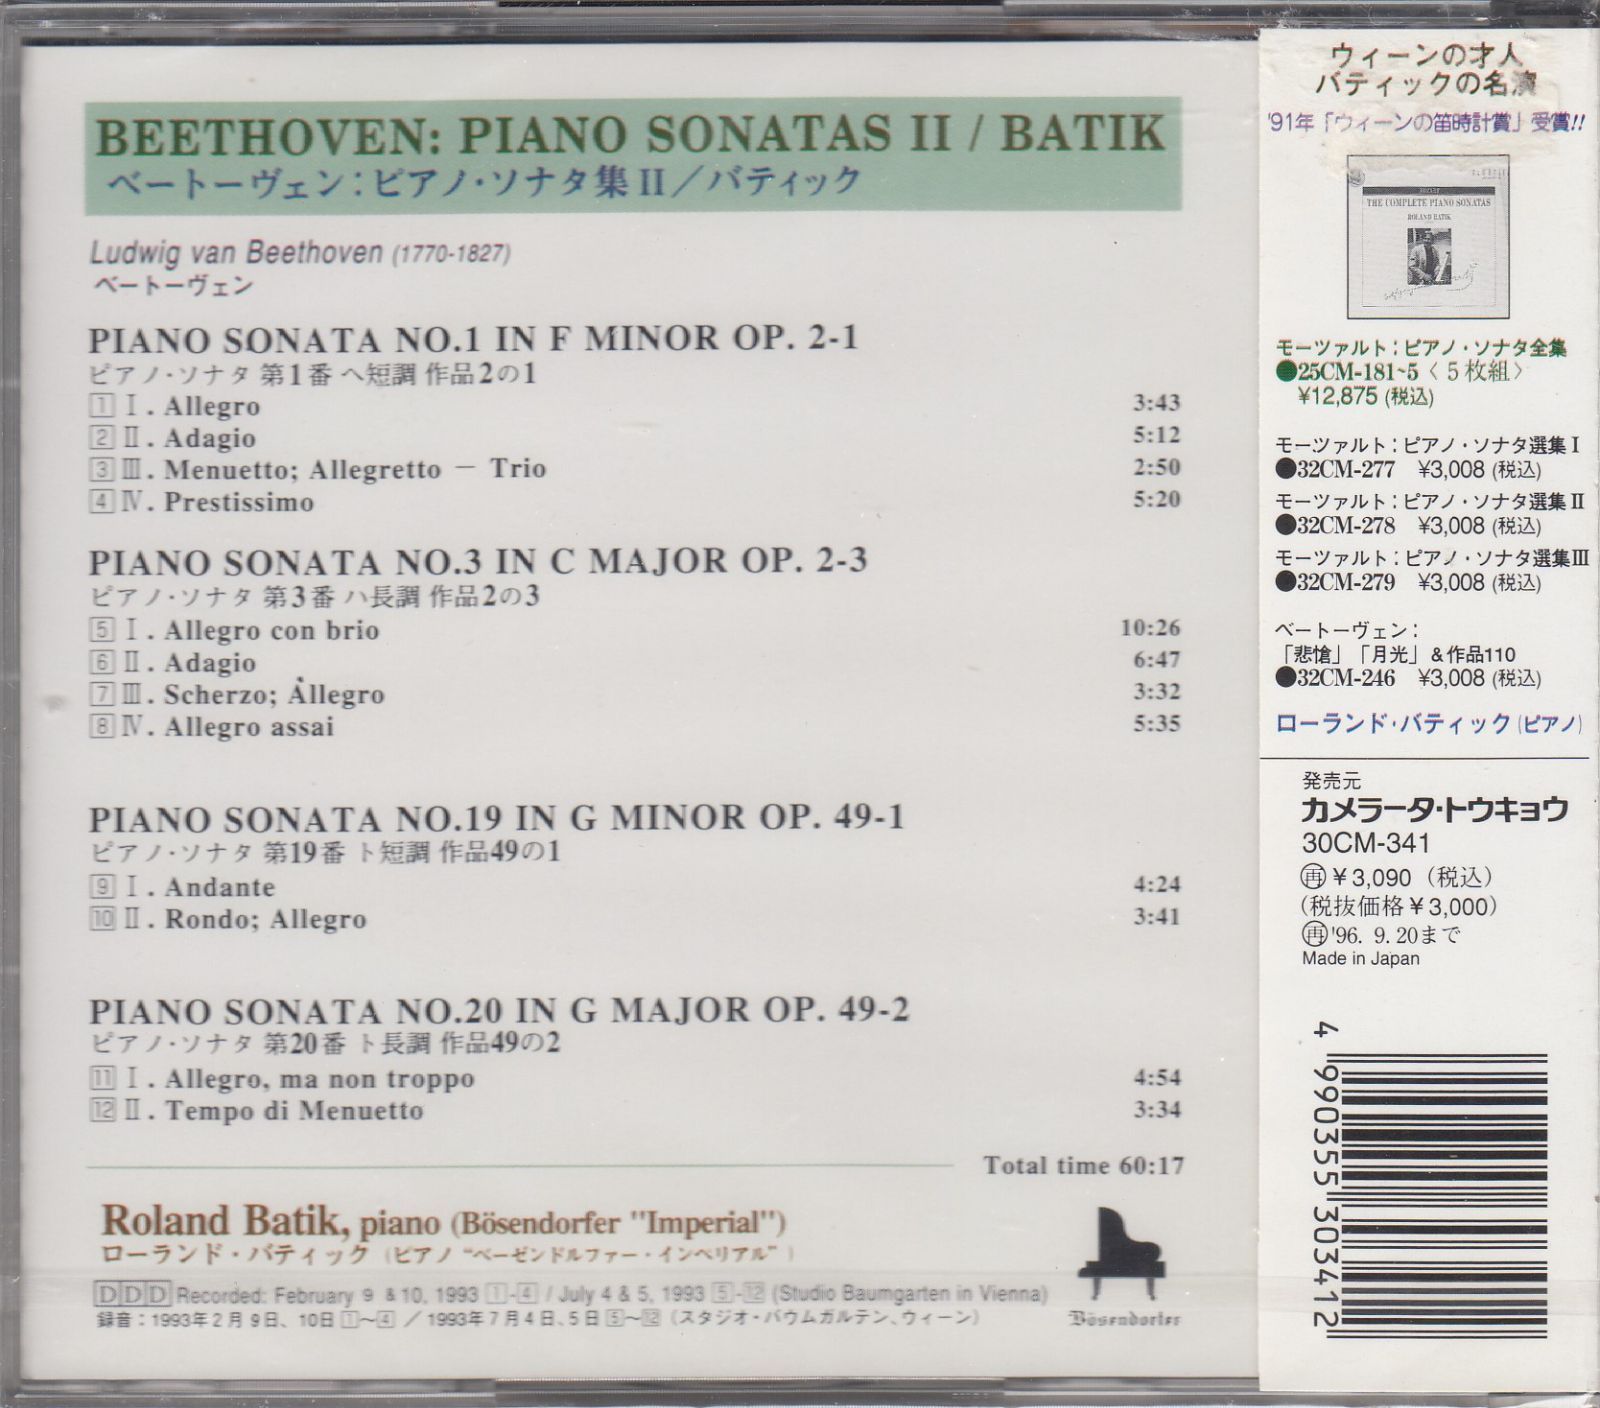 BEETHOVEN: PIANO SONATAS II / BATIK
ベートーヴェン：ピアノ・ソナタ集 II／バティック
Ludwig van Beethoven (1770-1827)
ベートーヴェン
PIANO SONATA NO.1 IN F MINOR OP. 2-1
ピアノ・ソナタ 第1番 ヘ短調 作品2の1
1 I. Allegro 3:43
2 II. Adagio 5:12
3 III. Menuetto; Allegretto － Trio 2:50
4 IV. Prestissimo 5:20
PIANO SONATA NO.3 IN C MAJOR OP. 2-3
ピアノ・ソナタ 第3番 ハ長調 作品2の3
5 I. Allegro con brio 10:26
6 II. Adagio 6:47
7 III. Scherzo; Allegro 3:32
8 IV. Allegro assai 5:35
PIANO SONATA NO.19 IN G MINOR OP. 49-1
ピアノ・ソナタ 第19番 ト短調 作品49の1
9 I. Andante 4:24
10 II. Rondo; Allegro 3:41
PIANO SONATA NO.20 IN G MAJOR OP. 49-2
ピアノ・ソナタ 第20番 ト長調 作品49の2
11 I. Allegro, ma non troppo 4:54
12 II. Tempo di Menuetto 3:34
Total time 60:17
Roland Batik, piano (Bösendorfer "Imperial")
ローランド・バティック（ピアノ“ベーゼンドルファー・インペリアル”）
DDD Recorded: February 9 & 10, 1993 1-4 / July 4 & 5, 1993 5-12 (Studio Baumgarten in Vienna)
録音：1993年2月9日、10日 1〜4 ／ 1993年7月4日、5日 5〜12（スタジオ・バウムガルテン、ウィーン）
Bösendorfer
ウィーンの才人
バティックの名演
'91年「ウィーンの笛時計賞」受賞!!
MOZART
THE COMPLETE PIANO SONATAS
ROLAND BATIK
モーツァルト：ピアノ・ソナタ全集
●25CM-181~5〈5枚組〉
¥12,875 (税込)
モーツァルト：ピアノ・ソナタ選集 I
●32CM-277 ¥3,008 (税込)
モーツァルト：ピアノ・ソナタ選集 II
●32CM-278 ¥3,008 (税込)
モーツァルト：ピアノ・ソナタ選集 III
●32CM-279 ¥3,008 (税込)
ベートーヴェン：
「悲愴」「月光」＆作品110
●32CM-246 ¥3,008 (税込)
ローランド・バティック（ピアノ）
発売元
カメラータ・トウキョウ
30CM-341
㊢¥3,090（税込）
（税抜価格¥3,000）
㊢'96. 9.20まで
Made in Japan
4 990355 303412